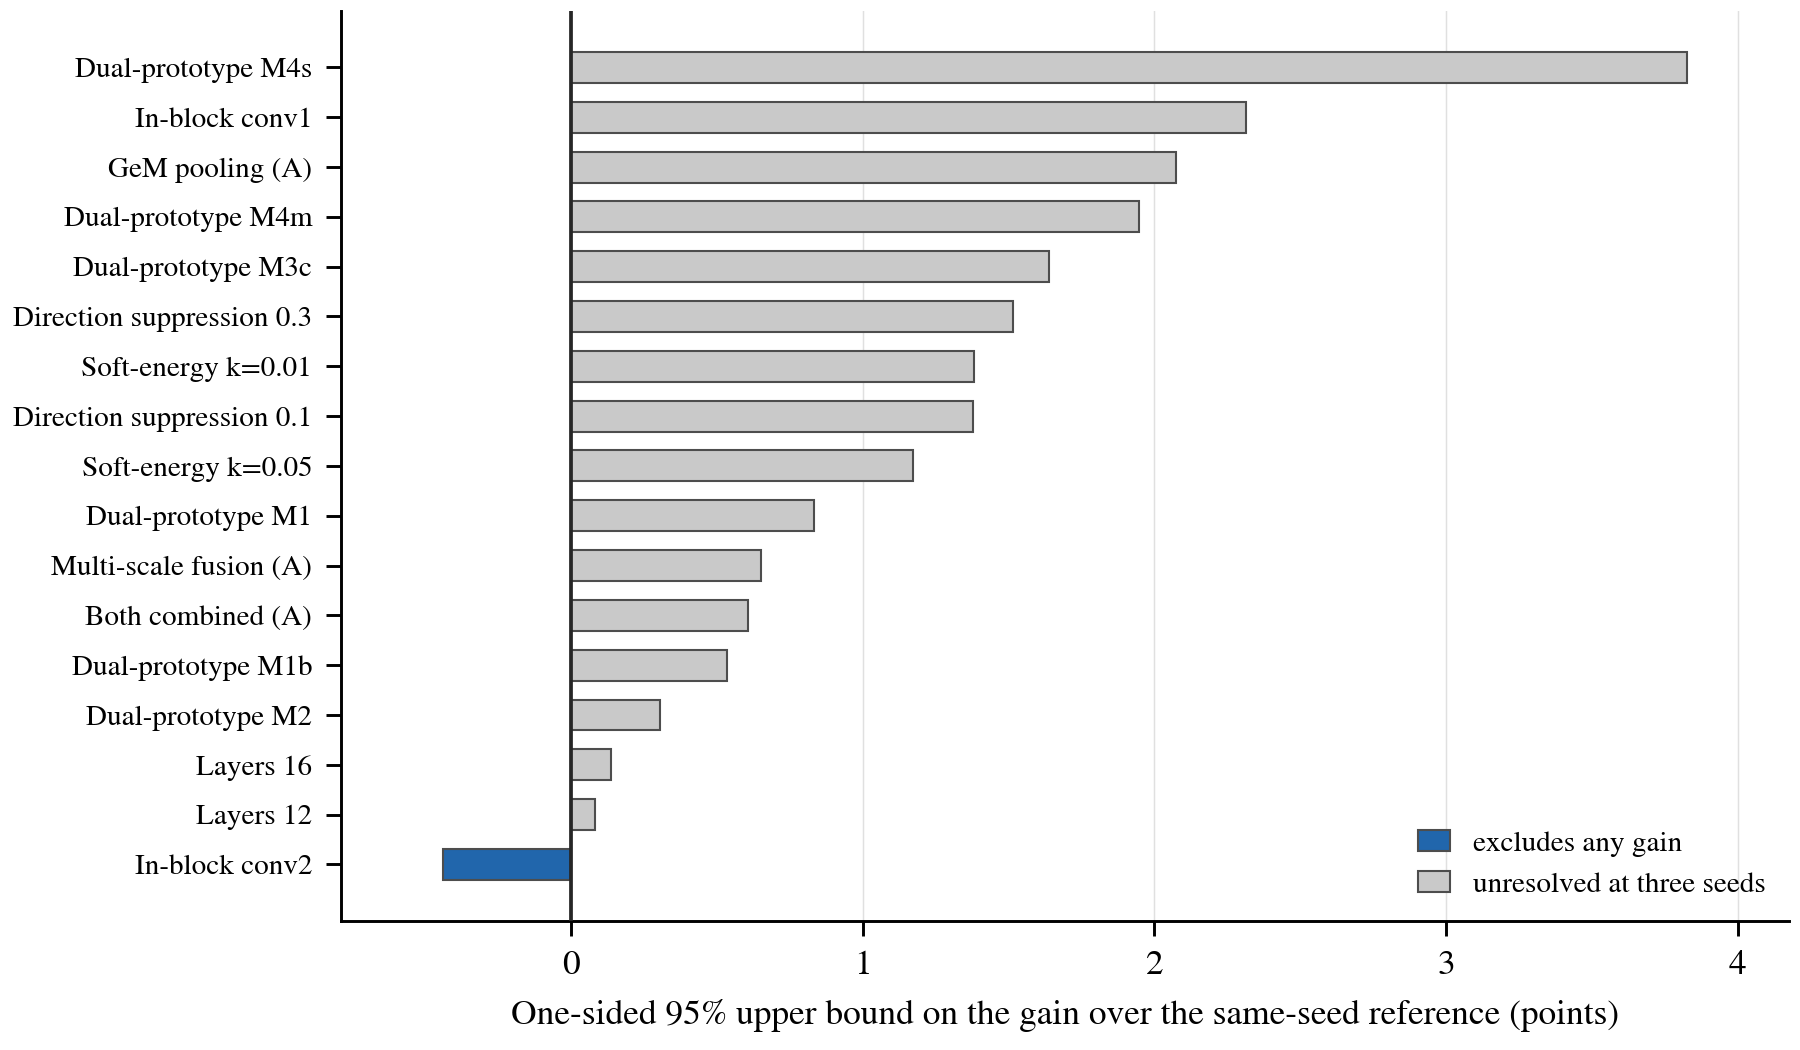 Dual-prototype M4s
In-block conv1
GeM pooling (A)
Dual-prototype M4m
Dual-prototype M3c
Direction suppression 0.3
Soft-energy k=0.01
Direction suppression 0.1
Soft-energy k=0.05
Dual-prototype M1
Multi-scale fusion (A)
Both combined (A)
Dual-prototype M1b
Dual-prototype M2
Layers 16
Layers 12
In-block conv2
excludes any gain
unresolved at three seeds
0 1 2 3 4
One-sided 95% upper bound on the gain over the same-seed reference (points)